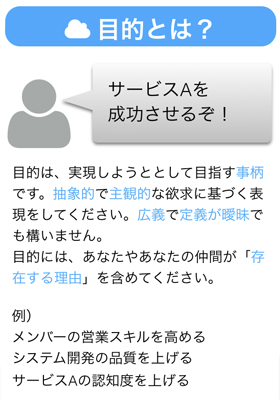 目的とは？
サービスAを
成功させるぞ！
目的は、実現しようととして目指す事柄
です。抽象的で主観的な欲求に基づく表
現をしてください。広義で定義が曖昧で
も構いません。
目的には、あなたやあなたの仲間が「存
在する理由」を含めてください。
例）
メンバーの営業スキルを高める
システム開発の品質を上げる
サービスAの認知度を上げる